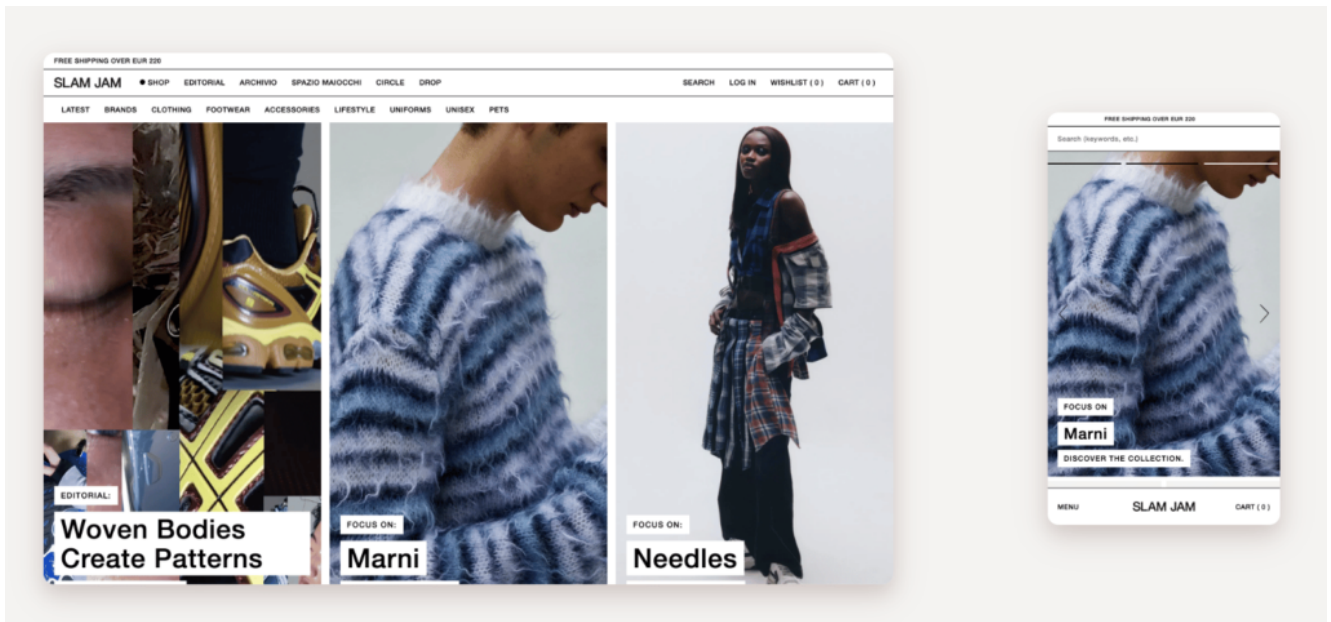 FREE SHIPPING OVER EUR 220
SLAM JAM SHOP EDITORIAL ARCHIVIO SPAZIO MAIOCCHI CIRCLE DROP SEARCH LOG IN WISHLIST ( 0 ) CART ( 0 )
LATEST BRANDS CLOTHING FOOTWEAR ACCESSORIES LIFESTYLE UNIFORMS UNISEX PETS
EDITORIAL:
Woven Bodies
Create Patterns
FOCUS ON:
Marni
FOCUS ON:
Needles
FREE SHIPPING OVER EUR 220
Search (keywords, etc.)
FOCUS ON
Marni
DISCOVER THE COLLECTION.
MENU SLAM JAM CART ( 0 )